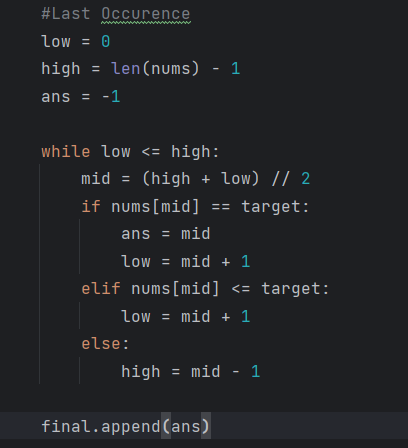 #Last Occurence
low = 0
high = len(nums) - 1
ans = -1
while low <= high:
mid = (high + low) // 2
if nums[mid] == target:
ans = mid
low = mid + 1
elif nums[mid] <= target:
low = mid + 1
else:
high = mid - 1
final.append(ans)